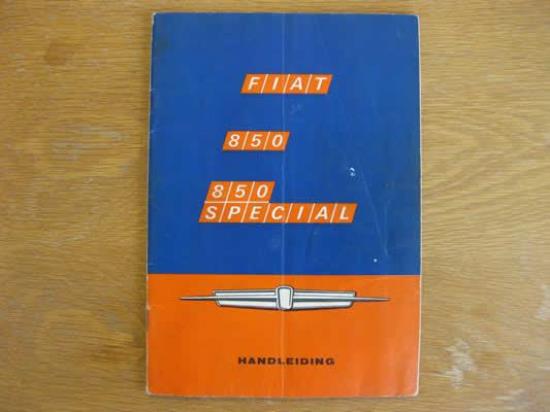 FIAT
850
850
SPECIAL
HANDLEIDING